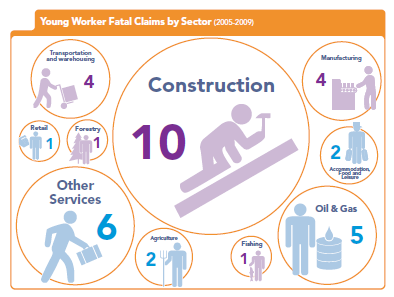 Young Worker Fatal Claims by Sector (2005-2009)
Transportation
and warehousing
4
Construction
10
Manufacturing
4
Retail
1
Forestry
1
2
Accommodation,
Food and
Leisure
Other
Services
6
Oil & Gas
5
Agriculture
2
Fishing
1